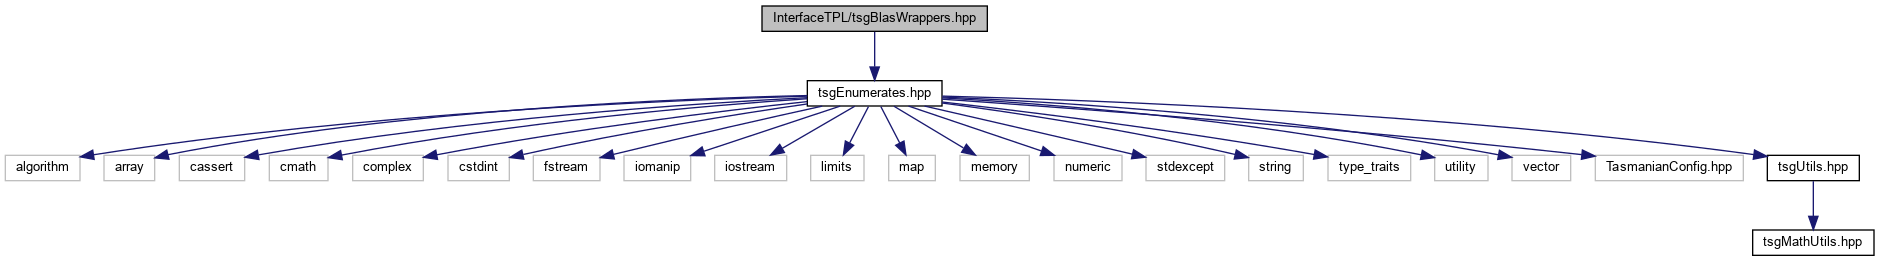 InterfaceTPL/tsgBlasWrappers.hpp
tsgEnumerates.hpp
algorithm
array
cassert
cmath
complex
cstdint
fstream
iomanip
iostream
limits
map
memory
numeric
stdexcept
string
type_traits
utility
vector
TasmanianConfig.hpp
tsgUtils.hpp
tsgMathUtils.hpp